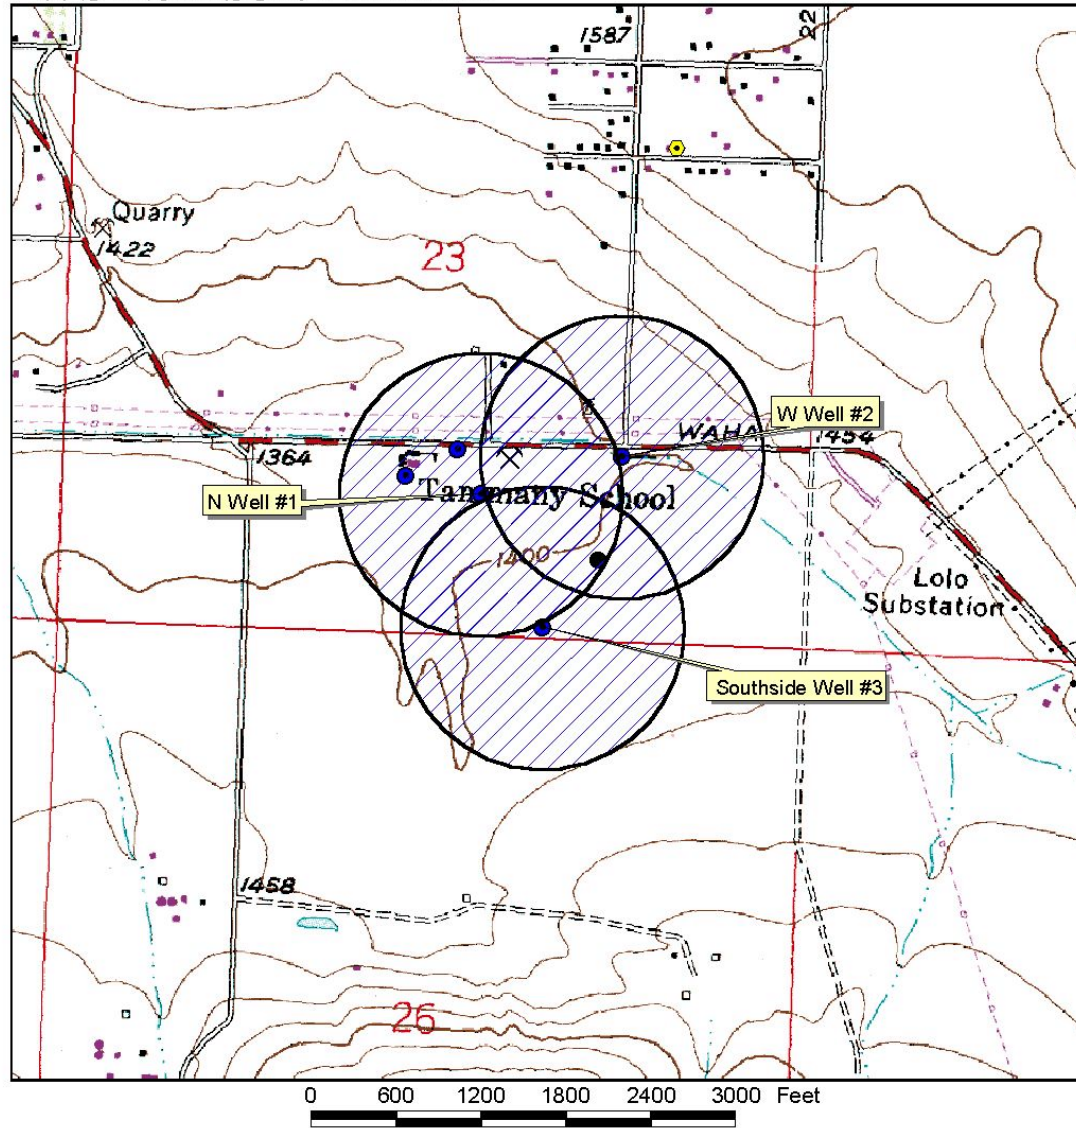 1587
22
Quarry
1422
23
W Well #2
WAHA
1454
1364
N Well #1
Tammany School
1400
Lolo
Substation
Southside Well #3
1458
26
0 600 1200 1800 2400 3000 Feet